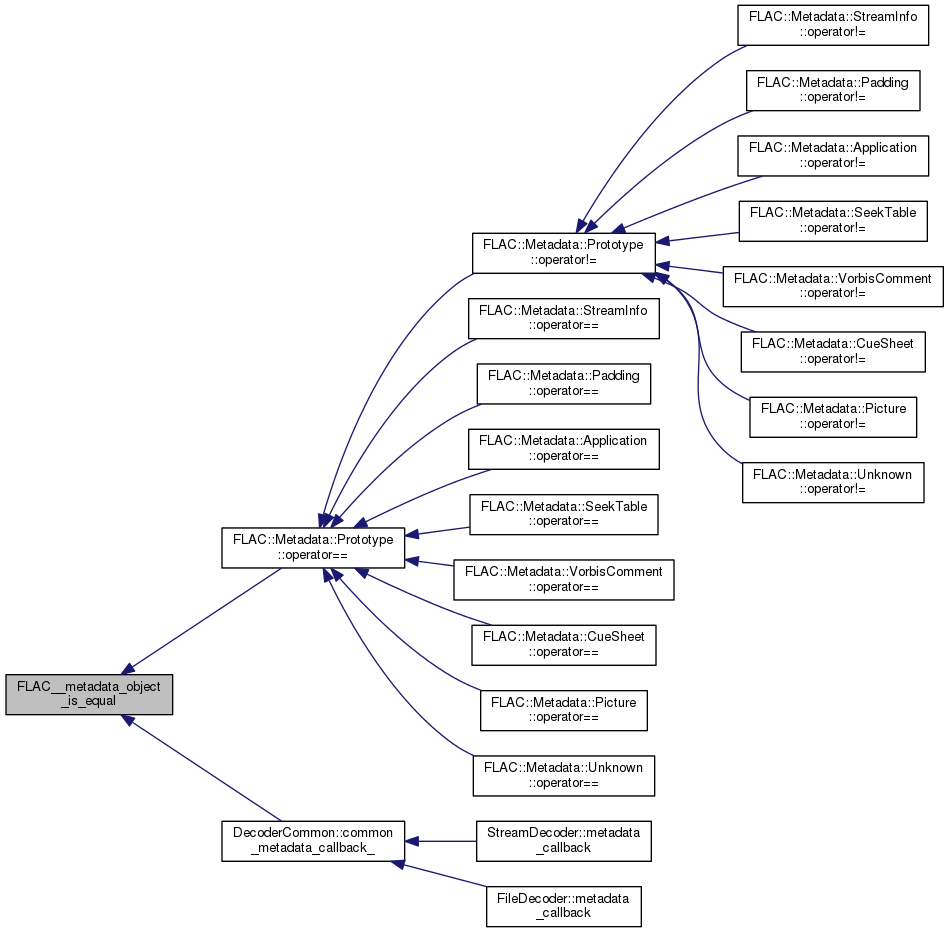 FLAC::Metadata::StreamInfo
::operator!=
FLAC::Metadata::Padding
::operator!=
FLAC::Metadata::Application
::operator!=
FLAC::Metadata::SeekTable
::operator!=
FLAC::Metadata::Prototype
::operator!=
FLAC::Metadata::VorbisComment
::operator!=
FLAC::Metadata::StreamInfo
::operator==
FLAC::Metadata::CueSheet
::operator!=
FLAC::Metadata::Padding
::operator==
FLAC::Metadata::Picture
::operator!=
FLAC::Metadata::Application
::operator==
FLAC::Metadata::Unknown
::operator!=
FLAC::Metadata::SeekTable
::operator==
FLAC::Metadata::Prototype
::operator==
FLAC::Metadata::VorbisComment
::operator==
FLAC::Metadata::CueSheet
::operator==
FLAC__metadata_object
_is_equal
FLAC::Metadata::Picture
::operator==
FLAC::Metadata::Unknown
::operator==
DecoderCommon::common
_metadata_callback_
StreamDecoder::metadata
_callback
FileDecoder::metadata
_callback